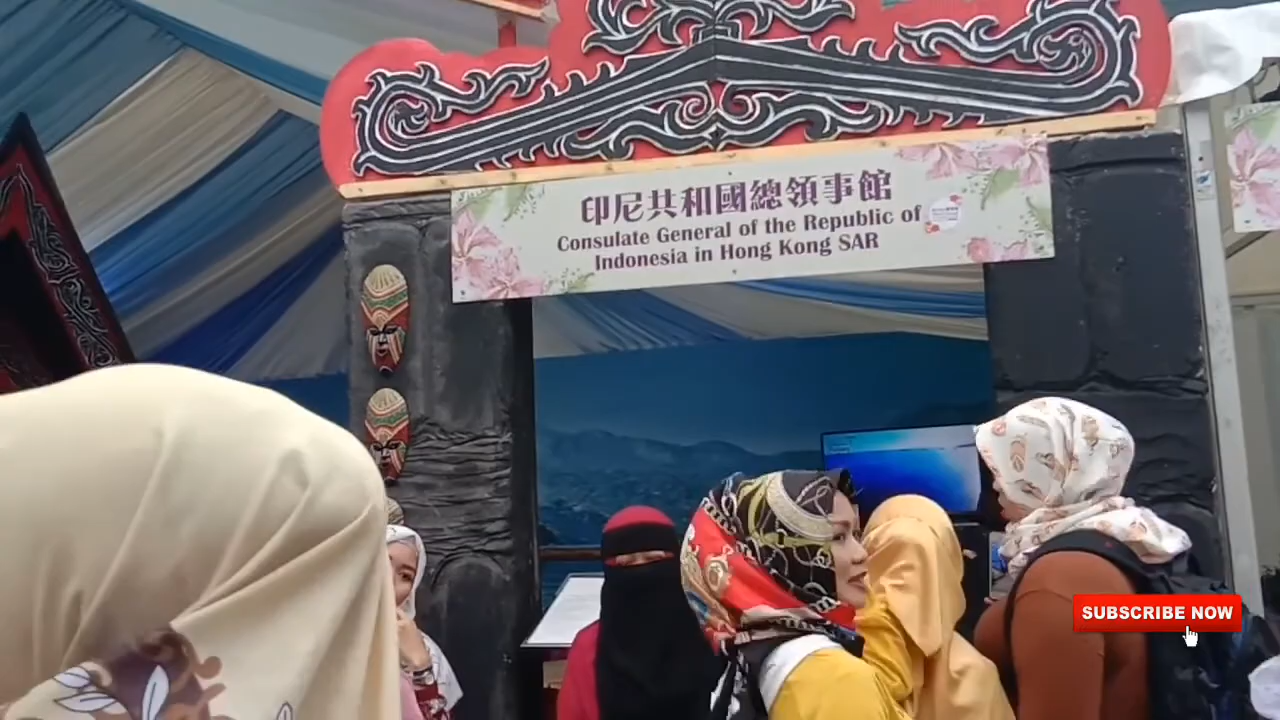 印尼共和國總領事館
Consulate General of the Republic of
Indonesia in Hong Kong SAR
SUBSCRIBE NOW